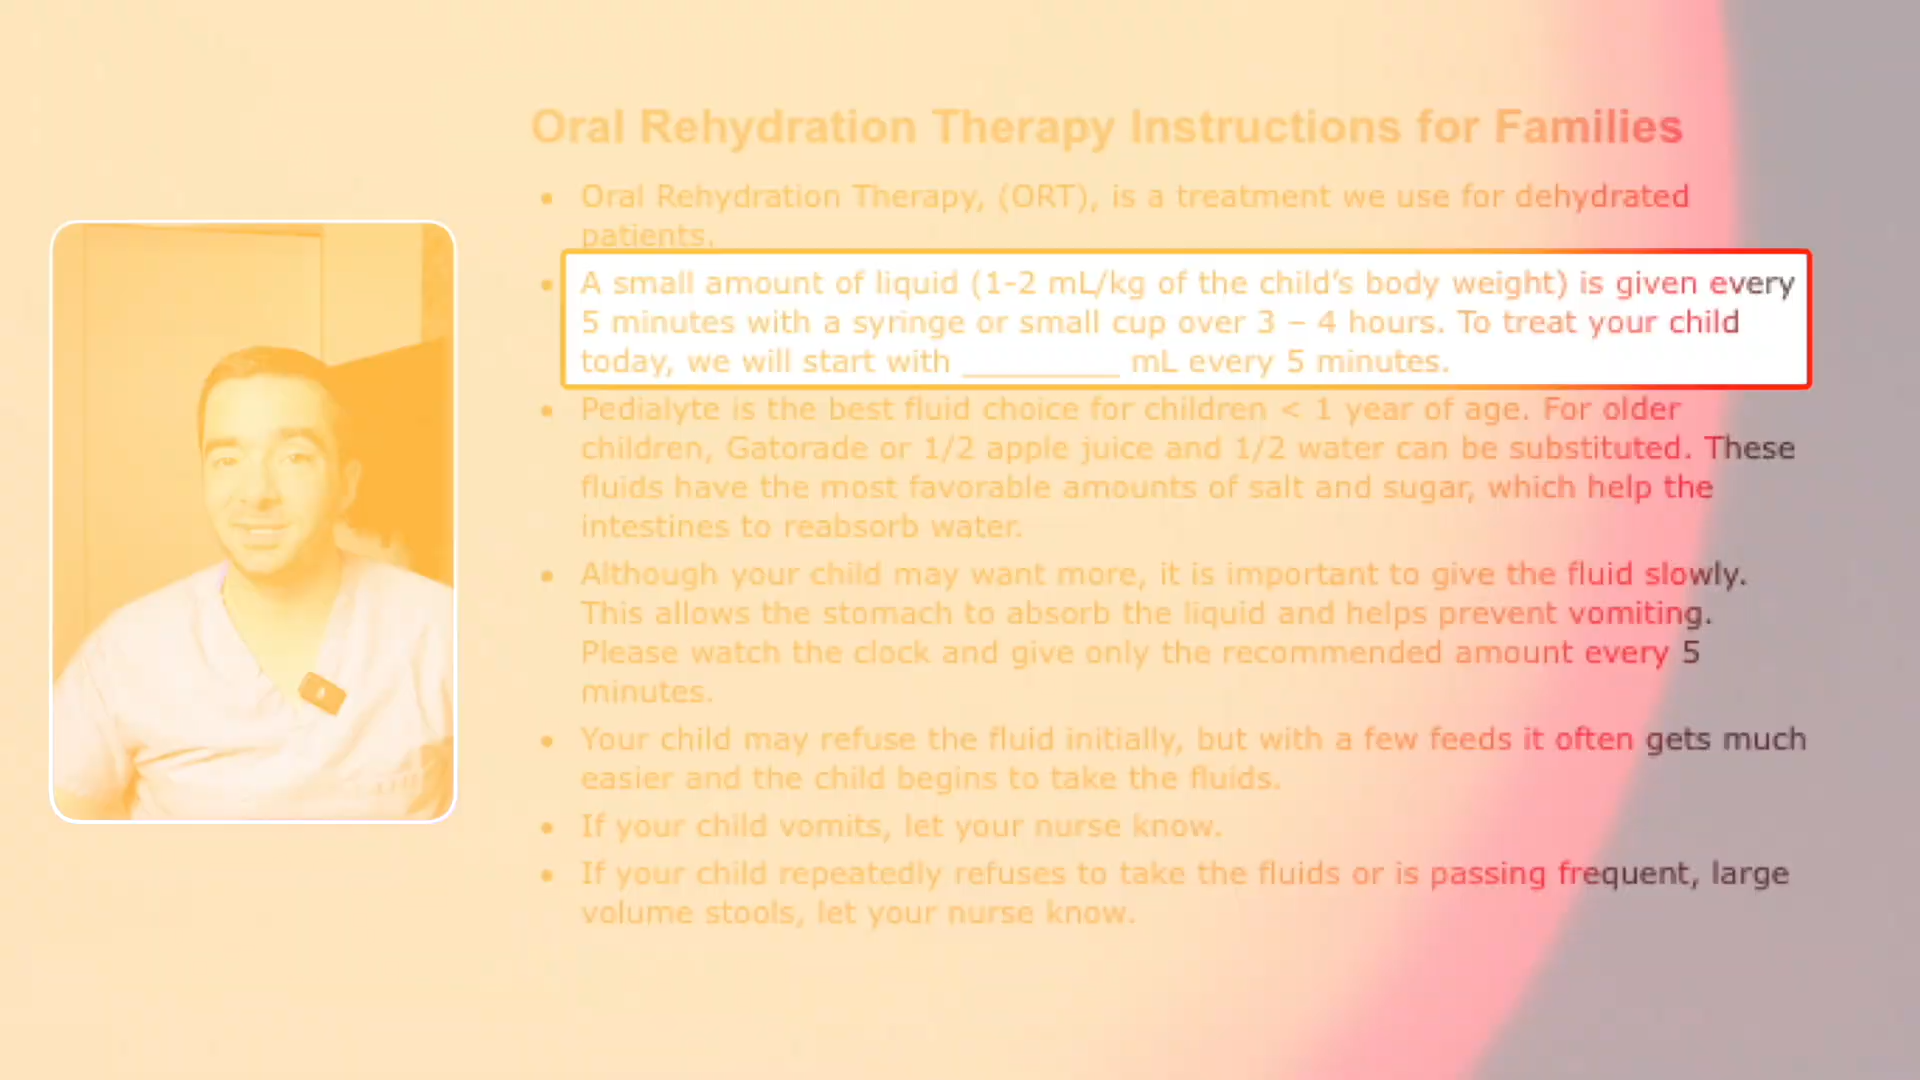 Oral Rehydration Therapy Instructions for Families
• Oral Rehydration Therapy, (ORT), is a treatment we use for dehydrated
patients.
• A small amount of liquid (1-2 mL/kg of the child’s body weight) is given every
5 minutes with a syringe or small cup over 3 – 4 hours. To treat your child
today, we will start with _________ mL every 5 minutes.
• Pedialyte is the best fluid choice for children < 1 year of age. For older
children, Gatorade or 1/2 apple juice and 1/2 water can be substituted. These
fluids have the most favorable amounts of salt and sugar, which help the
intestines to reabsorb water.
• Although your child may want more, it is important to give the fluid slowly.
This allows the stomach to absorb the liquid and helps prevent vomiting.
Please watch the clock and give only the recommended amount every 5
minutes.
• Your child may refuse the fluid initially, but with a few feeds it often gets much
easier and the child begins to take the fluids.
• If your child vomits, let your nurse know.
• If your child repeatedly refuses to take the fluids or is passing frequent, large
volume stools, let your nurse know.